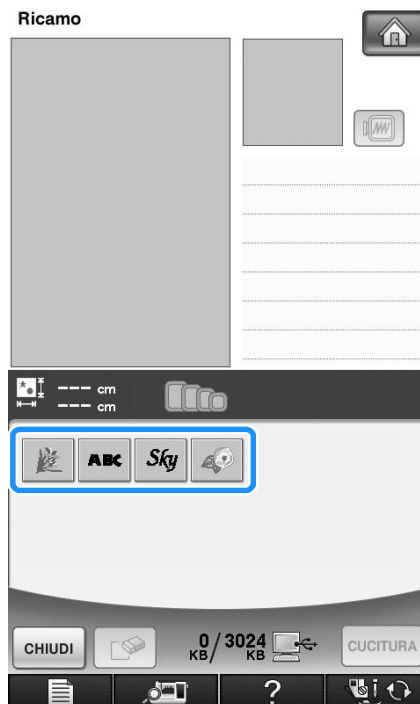 Ricamo
--- cm
--- cm
ABC Sky
CHIUDI 0 KB / 3024 KB CUCITURA
? i